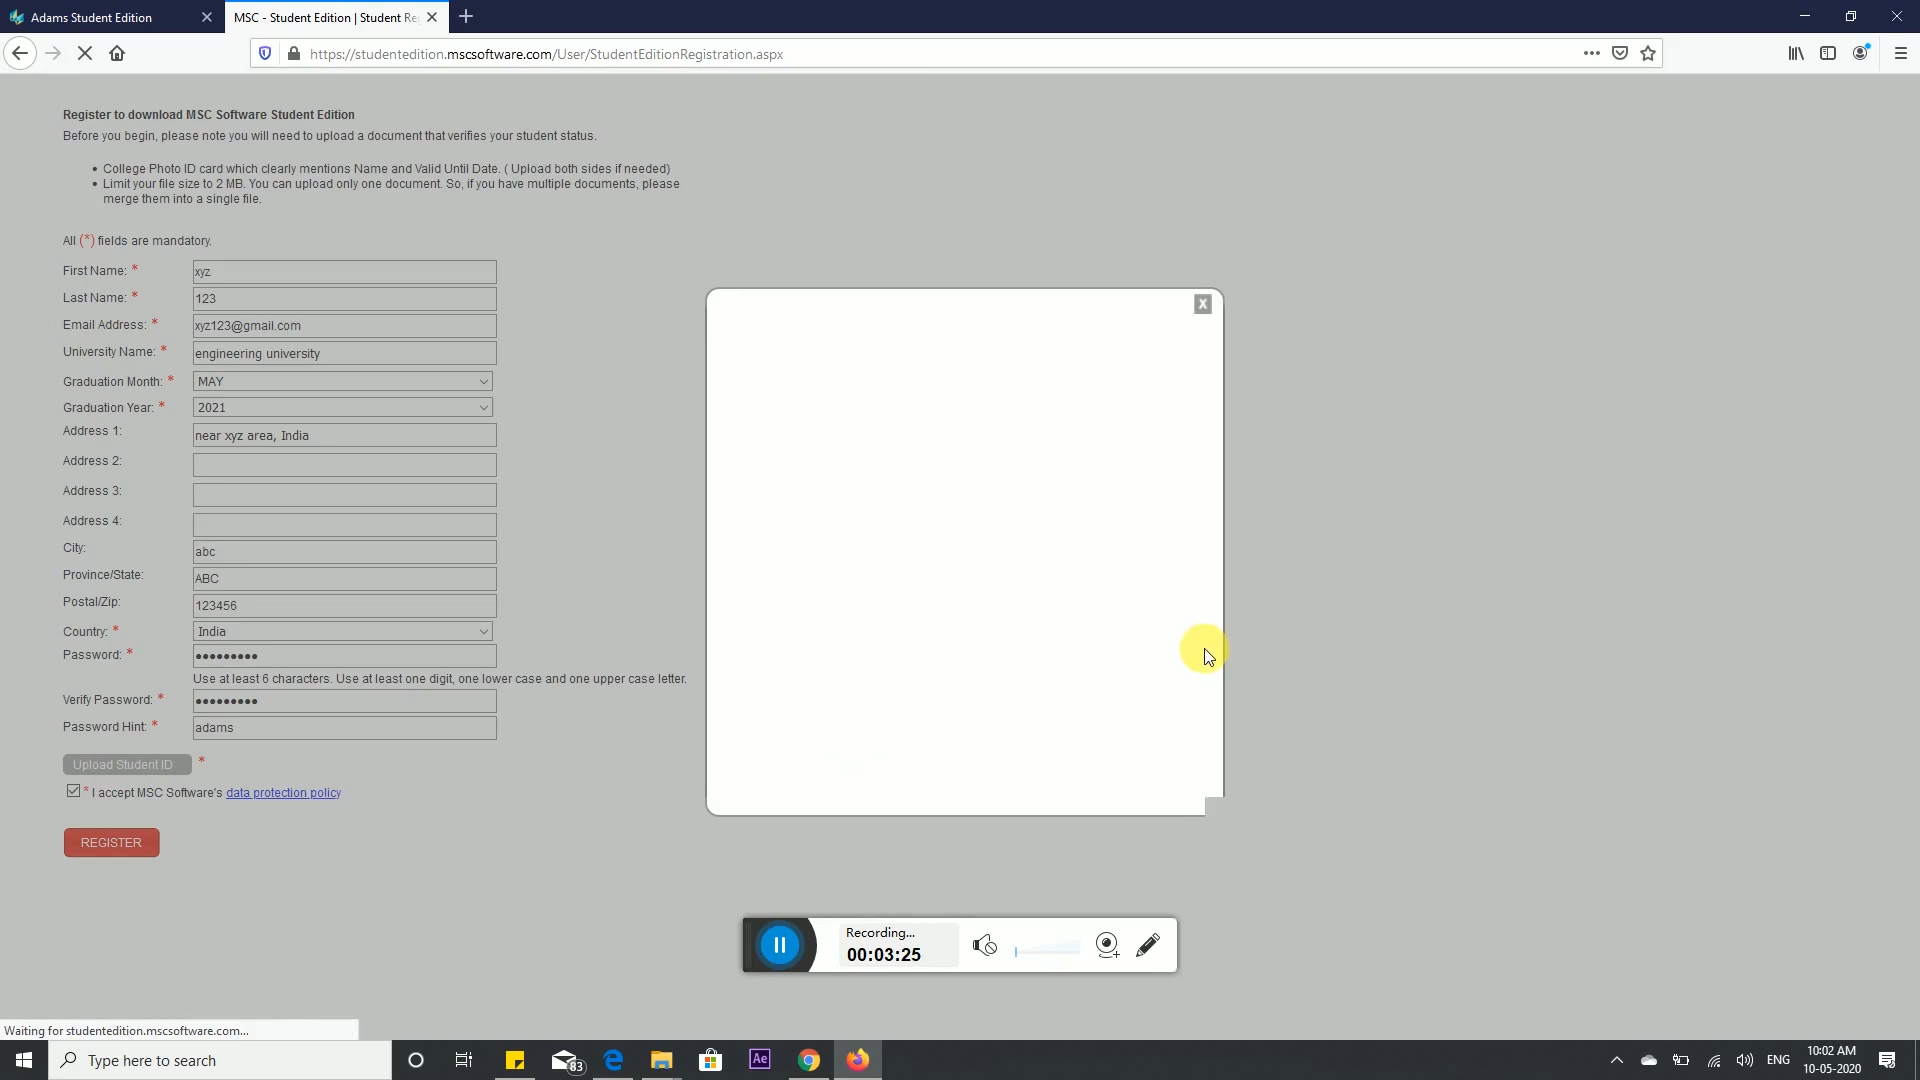 Adams Student Edition
MSC - Student Edition | Student Re
https://studentedition.mscsoftware.com/User/StudentEditionRegistration.aspx
Register to download MSC Software Student Edition
Before you begin, please note you will need to upload a document that verifies your student status.
• College Photo ID card which clearly mentions Name and Valid Until Date. ( Upload both sides if needed)
• Limit your file size to 2 MB. You can upload only one document. So, if you have multiple documents, please
merge them into a single file.
All (*) fields are mandatory.
First Name: * xyz
Last Name: * 123
Email Address: * xyz123@gmail.com
University Name: * engineering university
Graduation Month: * MAY
Graduation Year: * 2021
Address 1: near xyz area, India
Address 2:
Address 3:
Address 4:
City: abc
Province/State: ABC
Postal/Zip: 123456
Country: * India
Password: * ●●●●●●●●●
Use at least 6 characters. Use at least one digit, one lower case and one upper case letter.
Verify Password: * ●●●●●●●●●
Password Hint: * adams
Upload Student ID *
* I accept MSC Software's data protection policy
REGISTER
X
Recording...
00:03:25
Waiting for studentedition.mscsoftware.com...
Type here to search
83
Ae
ENG
10:02 AM
10-05-2020